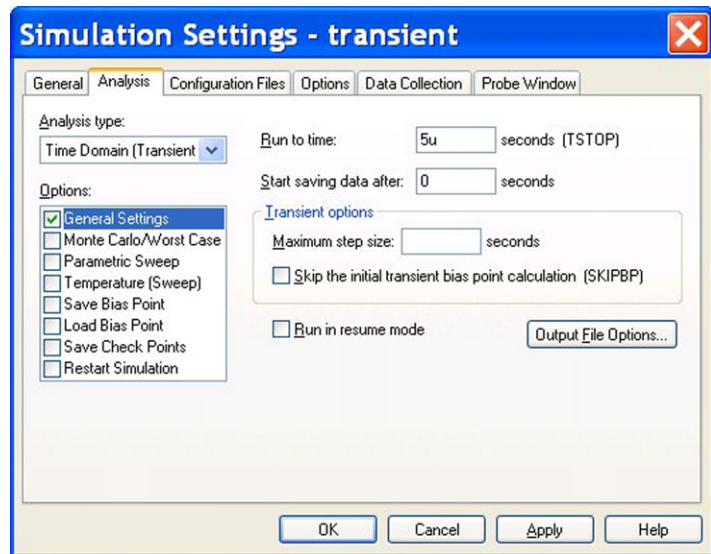 Simulation Settings - transient
General Analysis Configuration Files Options Data Collection Probe Window
Analysis type:
Time Domain (Transient
Options:
General Settings
Monte Carlo/Worst Case
Parametric Sweep
Temperature (Sweep)
Save Bias Point
Load Bias Point
Save Check Points
Restart Simulation
Run to time: 5u seconds (TSTOP)
Start saving data after: 0 seconds
Transient options
Maximum step size: seconds
Skip the initial transient bias point calculation (SKIPBP)
Run in resume mode
Output File Options...
OK Cancel Apply Help